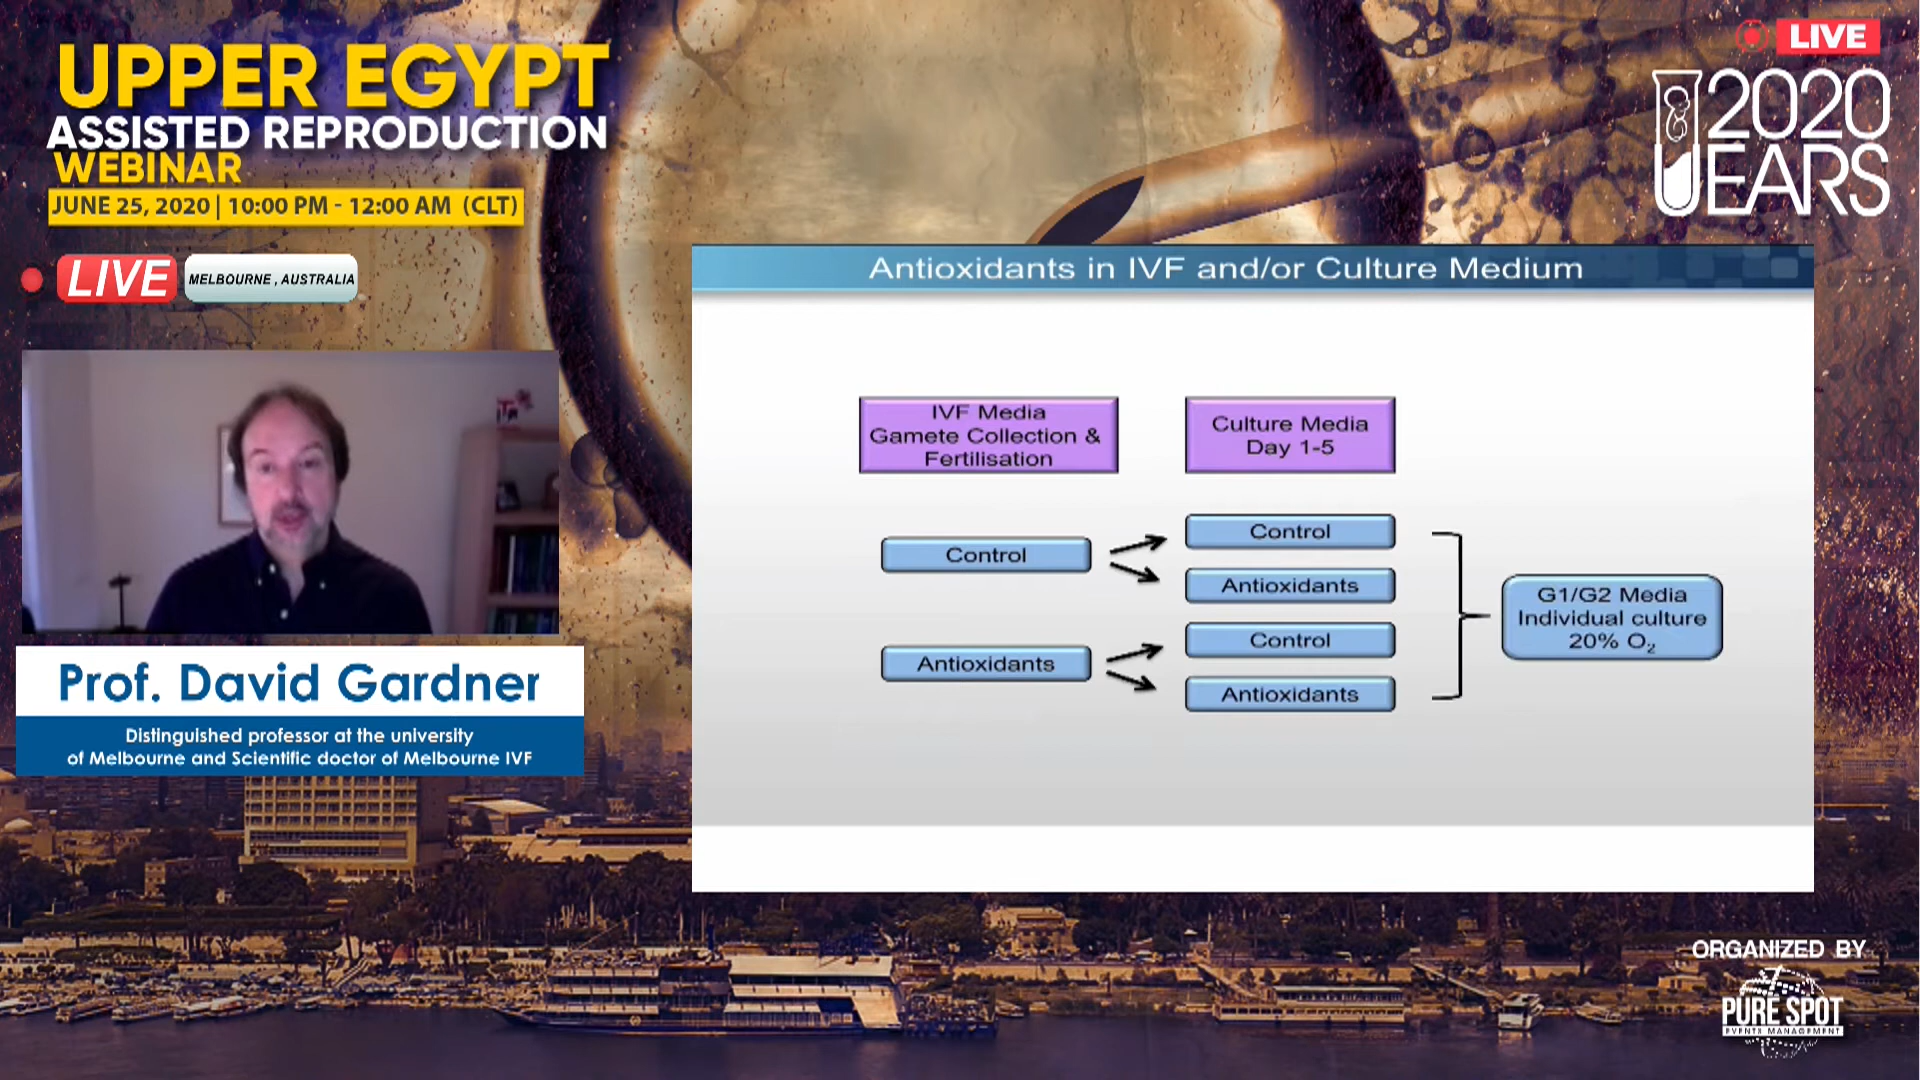 UPPER EGYPT
ASSISTED REPRODUCTION
WEBINAR
JUNE 25, 2020 | 10:00 PM - 12:00 AM (CLT)
LIVE
MELBOURNE , AUSTRALIA
Prof. David Gardner
Distinguished professor at the university
of Melbourne and Scientific doctor of Melbourne IVF
LIVE
2020
UEARS
Antioxidants in IVF and/or Culture Medium
IVF Media
Gamete Collection &
Fertilisation
Culture Media
Day 1-5
Control
Control
Antioxidants
Antioxidants
Control
Antioxidants
G1/G2 Media
Individual culture
20% O₂
ORGANIZED BY
PURE SPOT
EVENTS MANAGEMENT